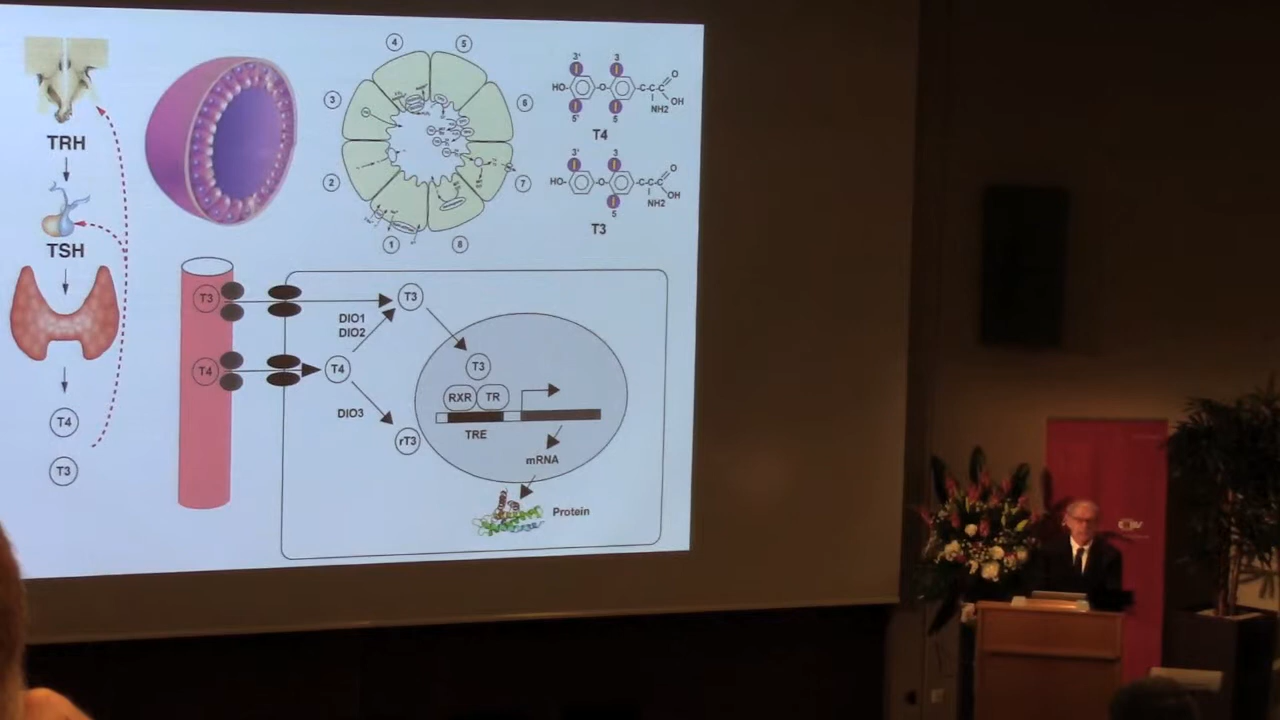 TRH
TSH
T4
T3
4
5
3
6
2
7
1
8
3'
3
HO
O
C
C
C
O
OH
NH2
5'
5
T4
3'
3
HO
O
C
C
C
O
OH
NH2
5
T3
T3
T4
DIO1
DIO2
T3
T4
DIO3
rT3
T3
RXR
TR
TRE
mRNA
Protein